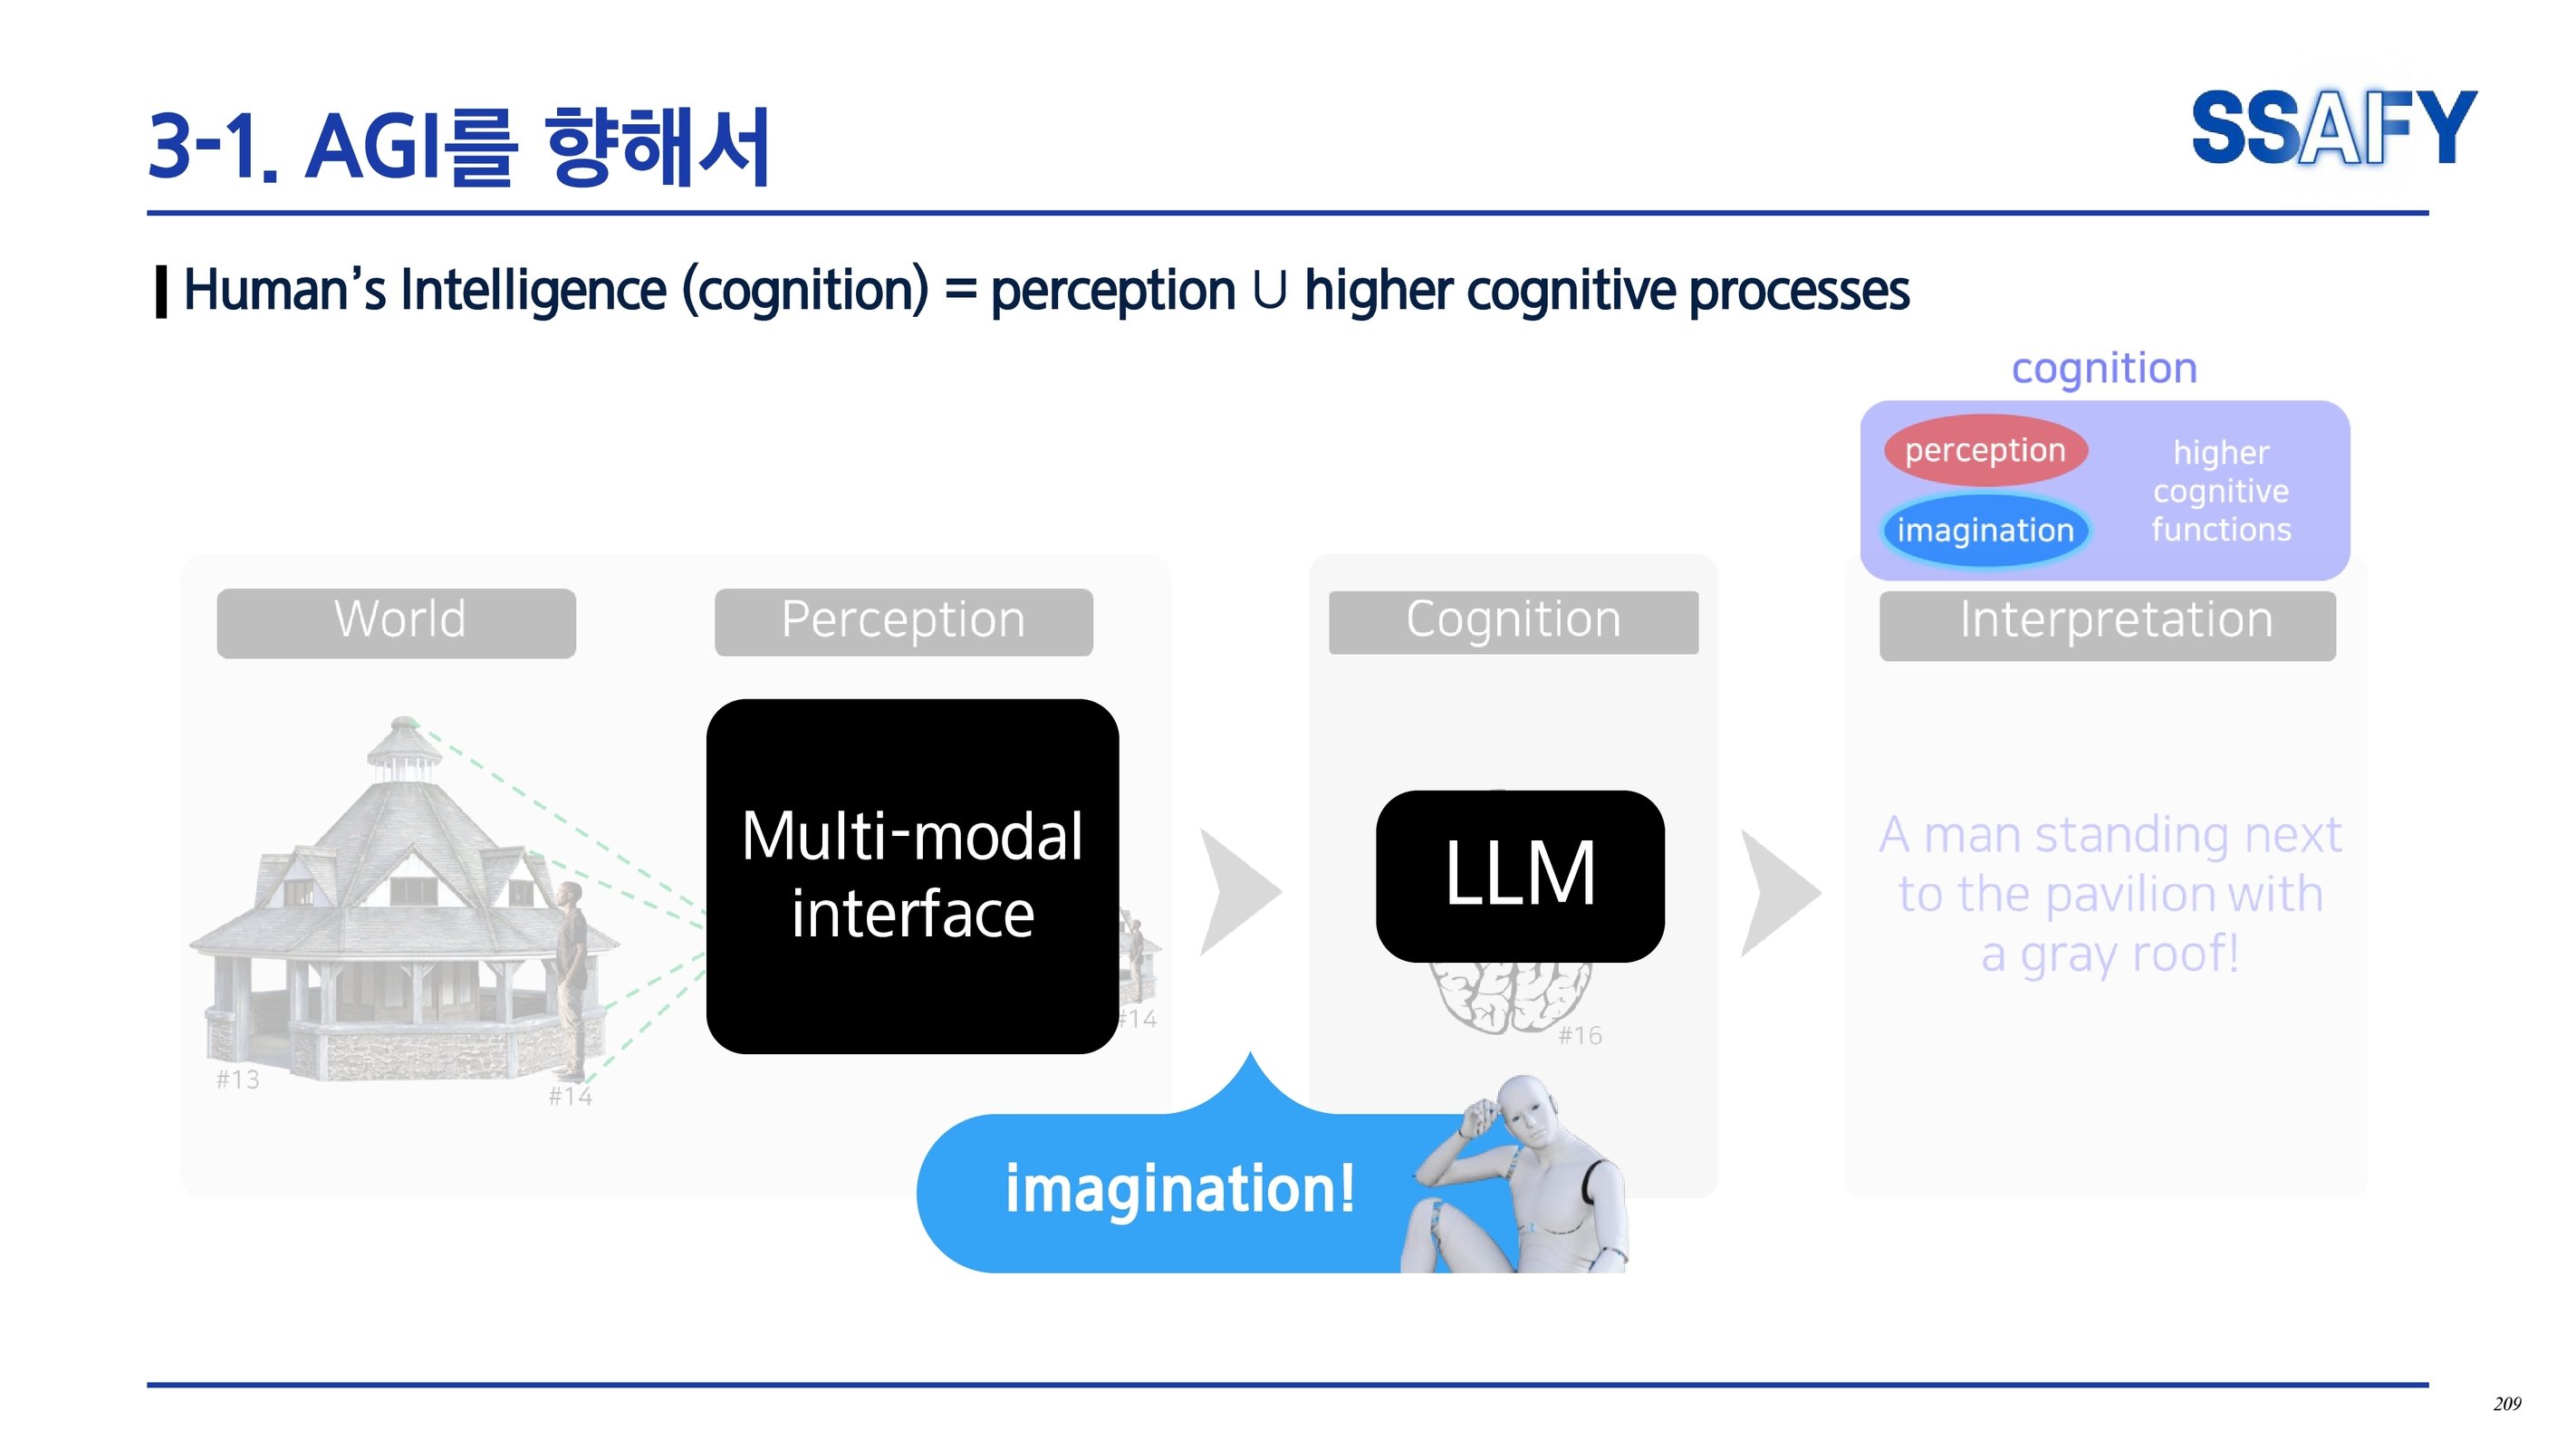 3-1. AGI를 향해서
SSAFY
Human’s Intelligence (cognition) = perception ∪ higher cognitive processes
cognition
perception
imagination
higher
cognitive
functions
World
Perception
Cognition
Interpretation
Multi-modal
interface
LLM
A man standing next
to the pavilion with
a gray roof!
#13
#14
#14
#16
imagination!
209